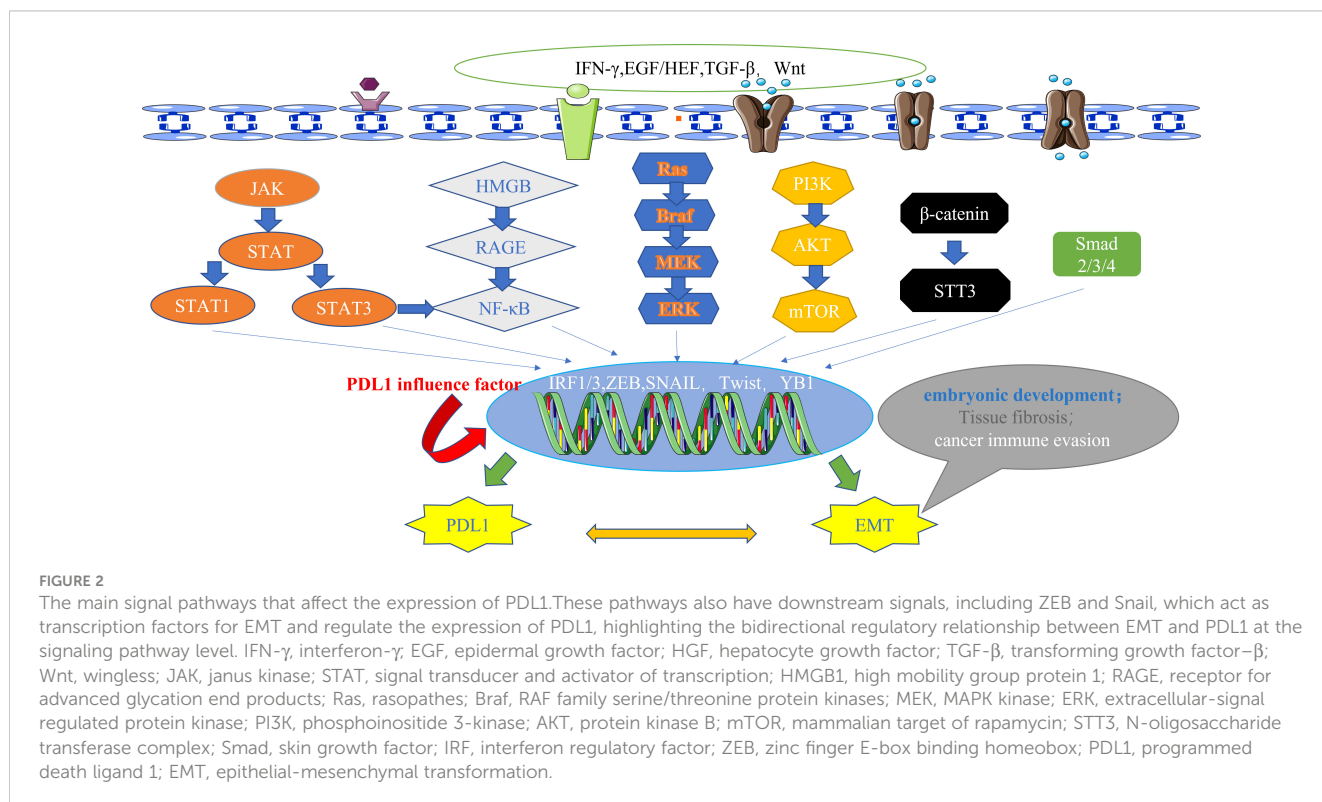 IFN-γ,EGF/HEF,TGF-β,  Wnt
JAK
STAT
STAT1
STAT3
HMGB
RAGE
NF-κB
Ras
Braf
MEK
ERK
PI3K
AKT
mTOR
β-catenin
STT3
Smad
2/3/4
PDL1 influence factor
IRF1/3,ZEB,SNAIL,  Twist,  YB1
embryonic development;
Tissue fibrosis;
cancer immune evasion
PDL1
EMT
FIGURE 2
The main signal pathways that affect the expression of PDL1.These pathways also have downstream signals, including ZEB and Snail, which act as
transcription factors for EMT and regulate the expression of PDL1, highlighting the bidirectional regulatory relationship between EMT and PDL1 at the
signaling pathway level. IFN-γ, interferon-γ; EGF, epidermal growth factor; HGF, hepatocyte growth factor; TGF-β, transforming growth factor–β;
Wnt, wingless; JAK, janus kinase; STAT, signal transducer and activator of transcription; HMGB1, high mobility group protein 1; RAGE, receptor for
advanced glycation end products; Ras, rasopathes; Braf, RAF family serine/threonine protein kinases; MEK, MAPK kinase; ERK, extracellular-signal
regulated protein kinase; PI3K, phosphoinositide 3-kinase; AKT, protein kinase B; mTOR, mammalian target of rapamycin; STT3, N-oligosaccharide
transferase complex; Smad, skin growth factor; IRF, interferon regulatory factor; ZEB, zinc finger E-box binding homeobox; PDL1, programmed
death ligand 1; EMT, epithelial-mesenchymal transformation.